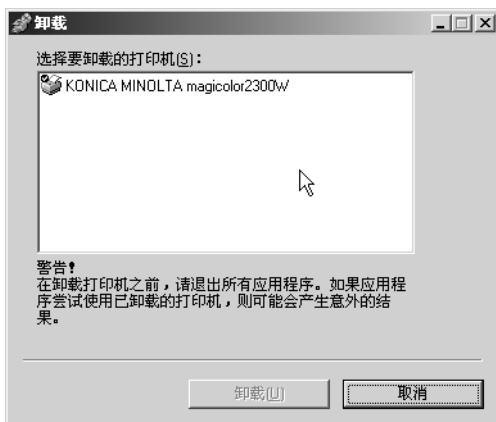 卸载
选择要卸载的打印机(S)：
KONICA MINOLTA magicolor2300W
警告！
在卸载打印机之前，请退出所有应用程序。如果应用程
序尝试使用已卸载的打印机，则可能会产生意外的结
果。
卸载(U)
取消